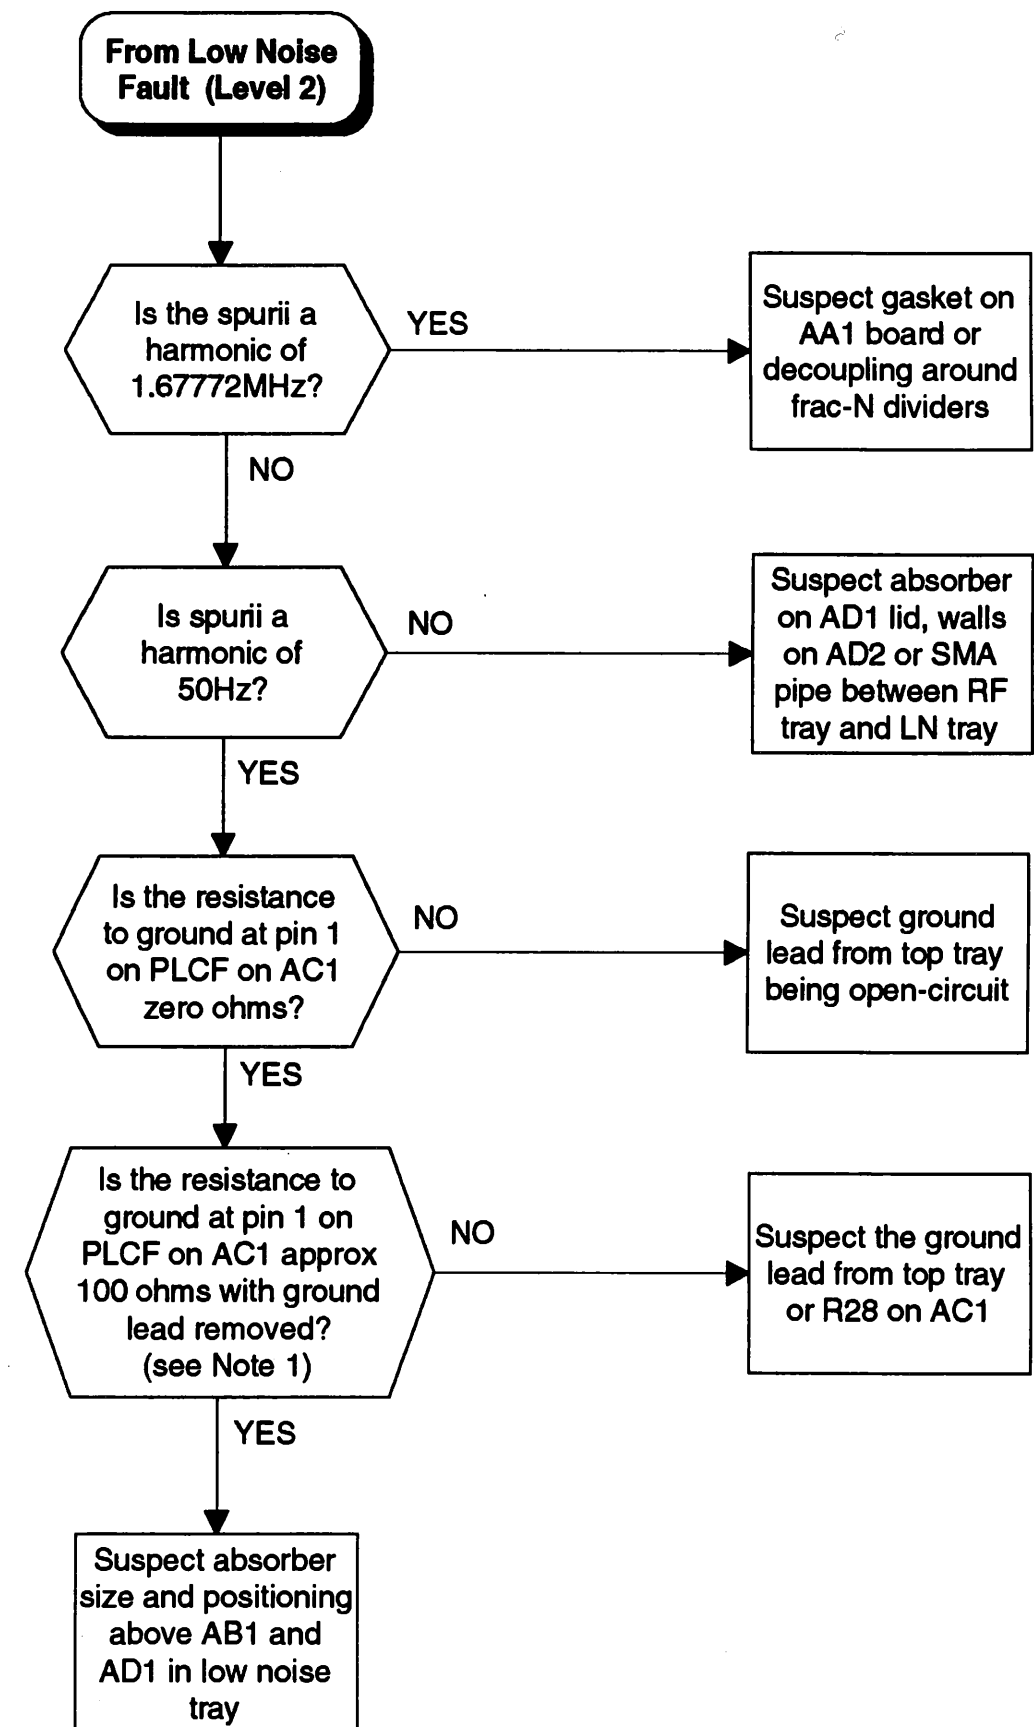 From Low Noise
Fault (Level 2)
Is the spurii a
harmonic of
1.67772MHz?
YES
Suspect gasket on
AA1 board or
decoupling around
frac-N dividers
NO
Is spurii a
harmonic of
50Hz?
NO
Suspect absorber
on AD1 lid, walls
on AD2 or SMA
pipe between RF
tray and LN tray
YES
Is the resistance
to ground at pin 1
on PLCF on AC1
zero ohms?
NO
Suspect ground
lead from top tray
being open-circuit
YES
Is the resistance to
ground at pin 1 on
PLCF on AC1 approx
100 ohms with ground
lead removed?
(see Note 1)
NO
Suspect the ground
lead from top tray
or R28 on AC1
YES
Suspect absorber
size and positioning
above AB1 and
AD1 in low noise
tray